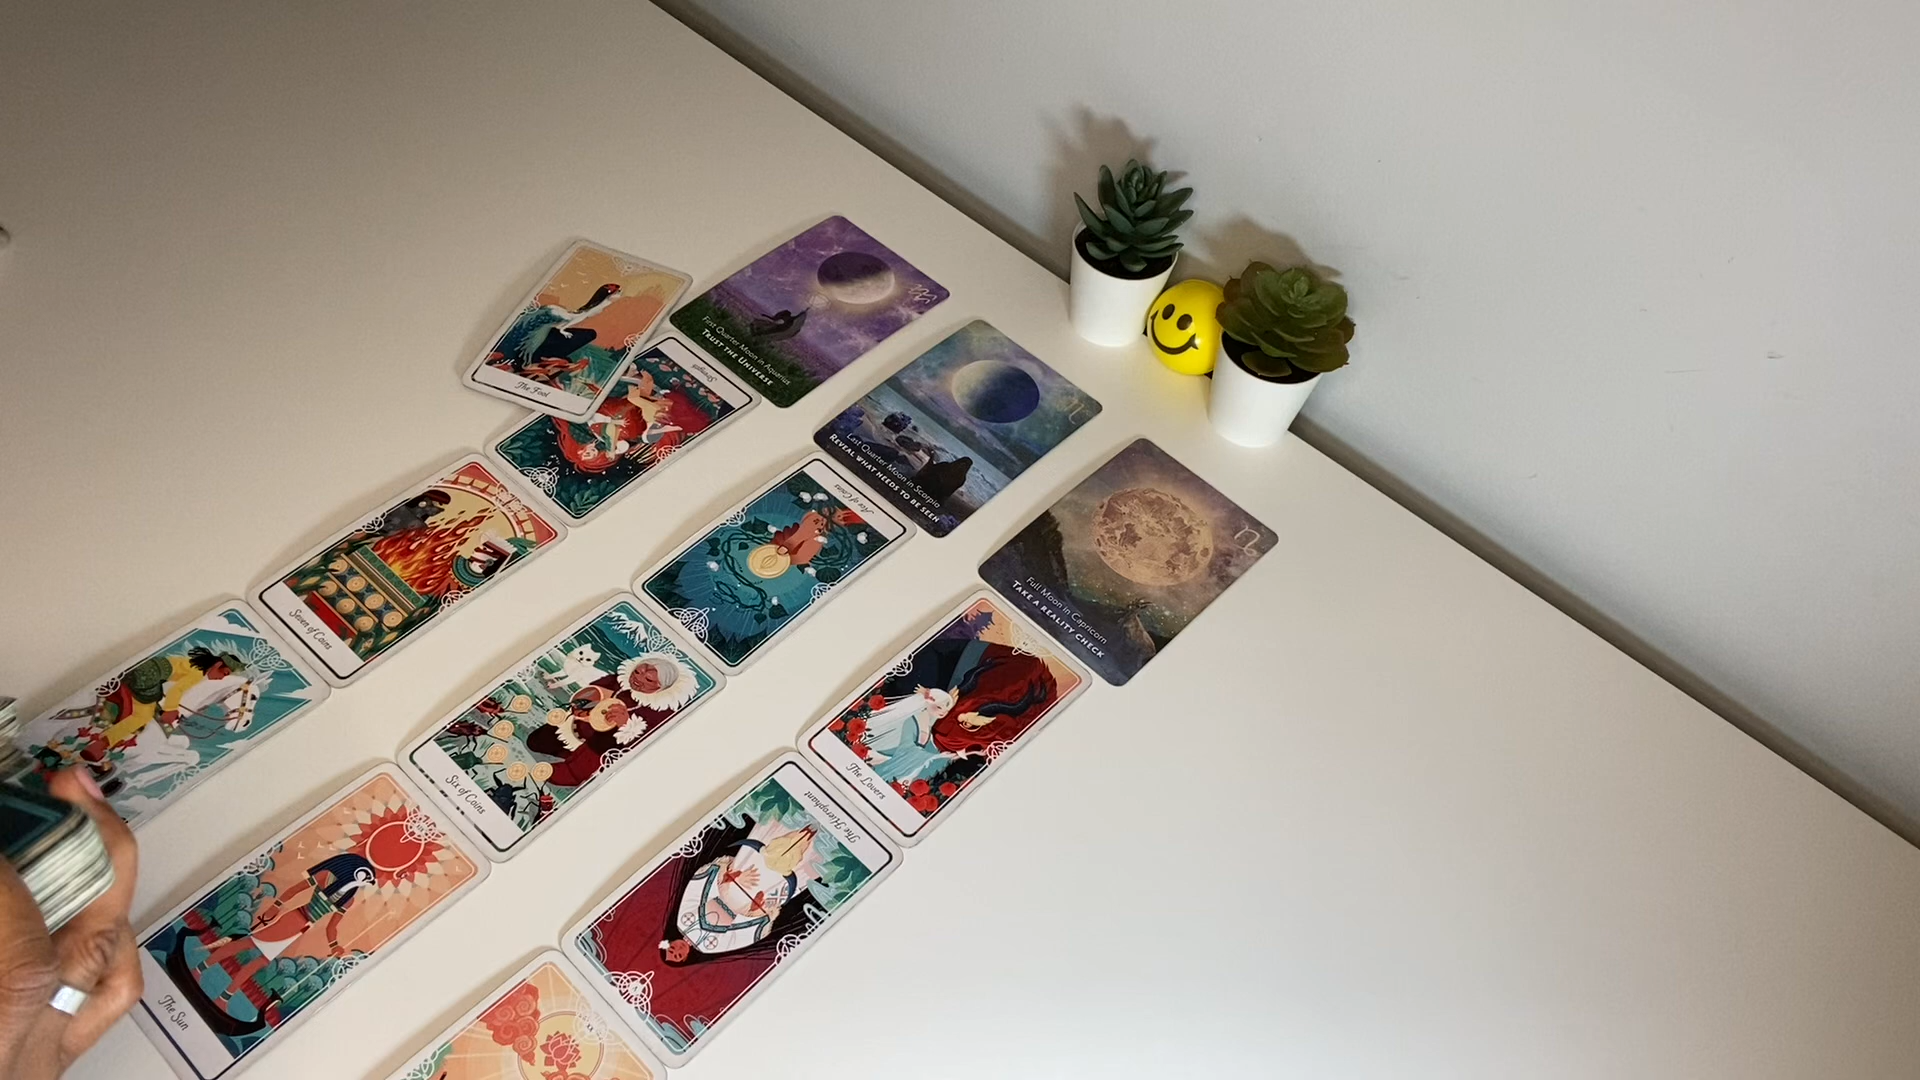 First Quarter Moon in Aquarius
TRUST THE UNIVERSE
Last Quarter Moon in Scorpio
REVEAL WHAT NEEDS TO BE SEEN
Full Moon in Capricorn
TAKE A REALITY CHECK
The Fool
Strength
Ace of Coins
The Lovers
Seven of Coins
Six of Coins
The Hierophant
The Sun